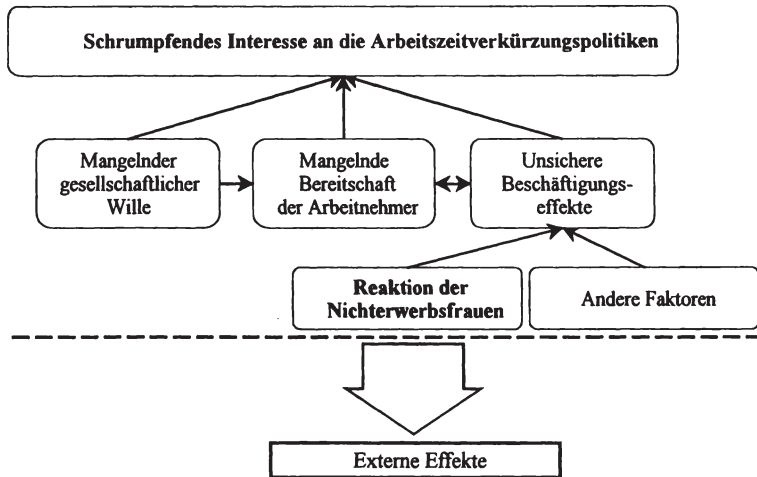 Schrumpfendes Interesse an die Arbeitszeitverkürzungspolitiken
Mangelnder
gesellschaftlicher
Wille
Mangelnde
Bereitschaft
der Arbeitnehmer
Unsichere
Beschäftigungs-
effekte
Reaktion der
Nichterwerbsfrauen
Andere Faktoren
Externe Effekte